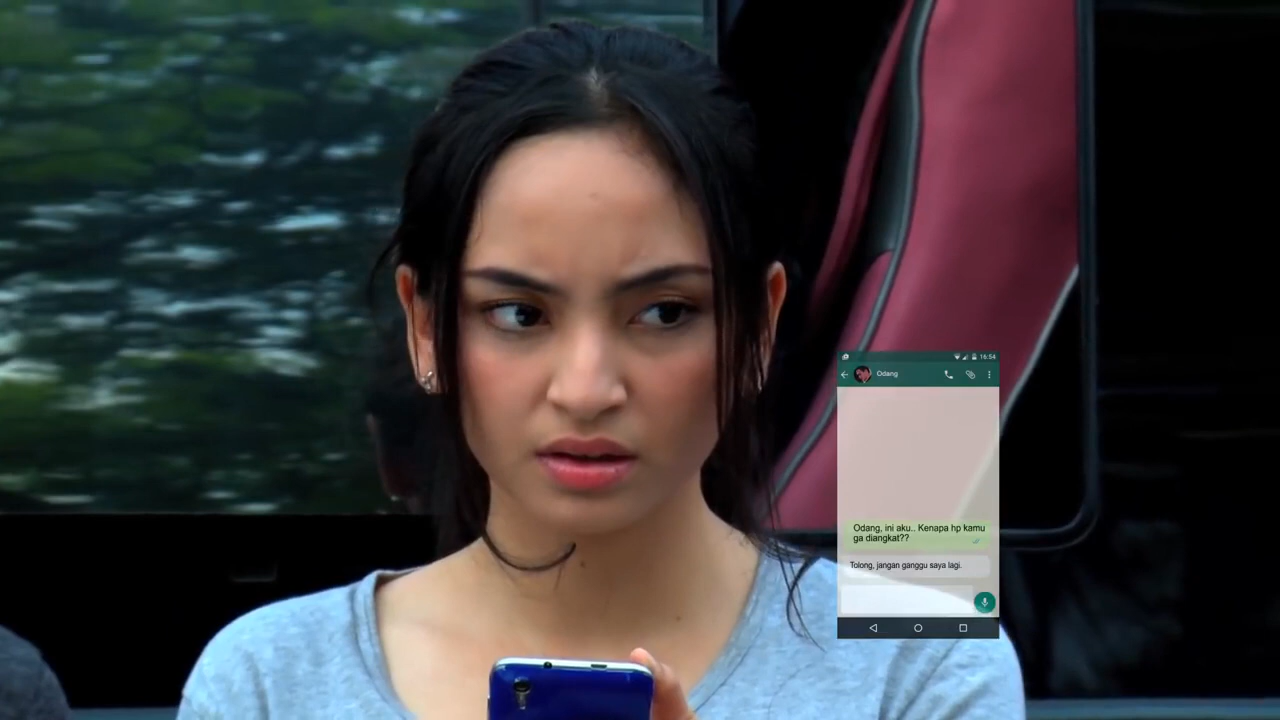 16:54
Odang
Odang, ini aku.. Kenapa hp kamu
ga diangkat??
Tolong, jangan ganggu saya lagi.